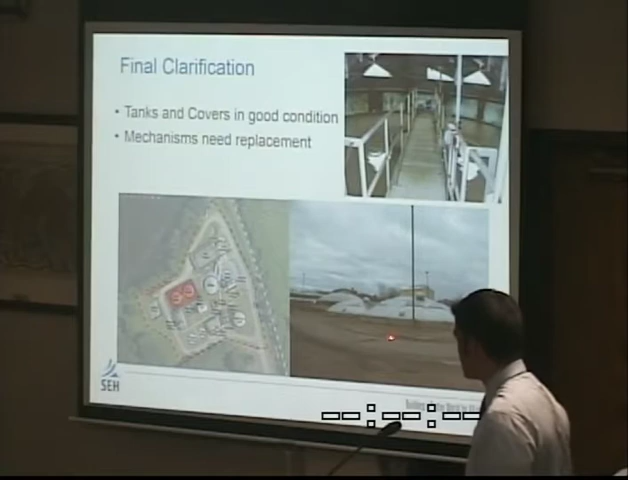 Final Clarification
• Tanks and Covers in good condition
• Mechanisms need replacement
SEH
--:--:--